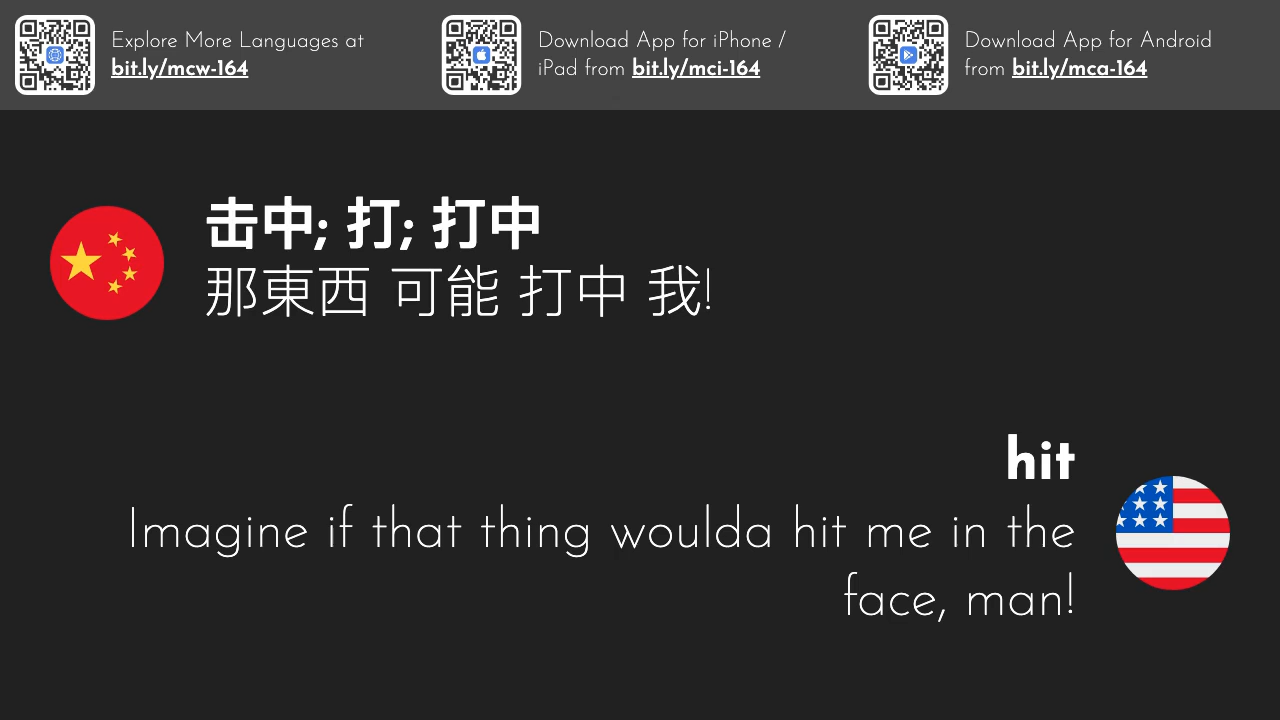 Explore More Languages at
bit.ly/mcw-164
Download App for iPhone /
iPad from bit.ly/mci-164
Download App for Android
from bit.ly/mca-164
击中; 打; 打中
那東西 可能 打中 我!
hit
Imagine if that thing woulda hit me in the
face, man!